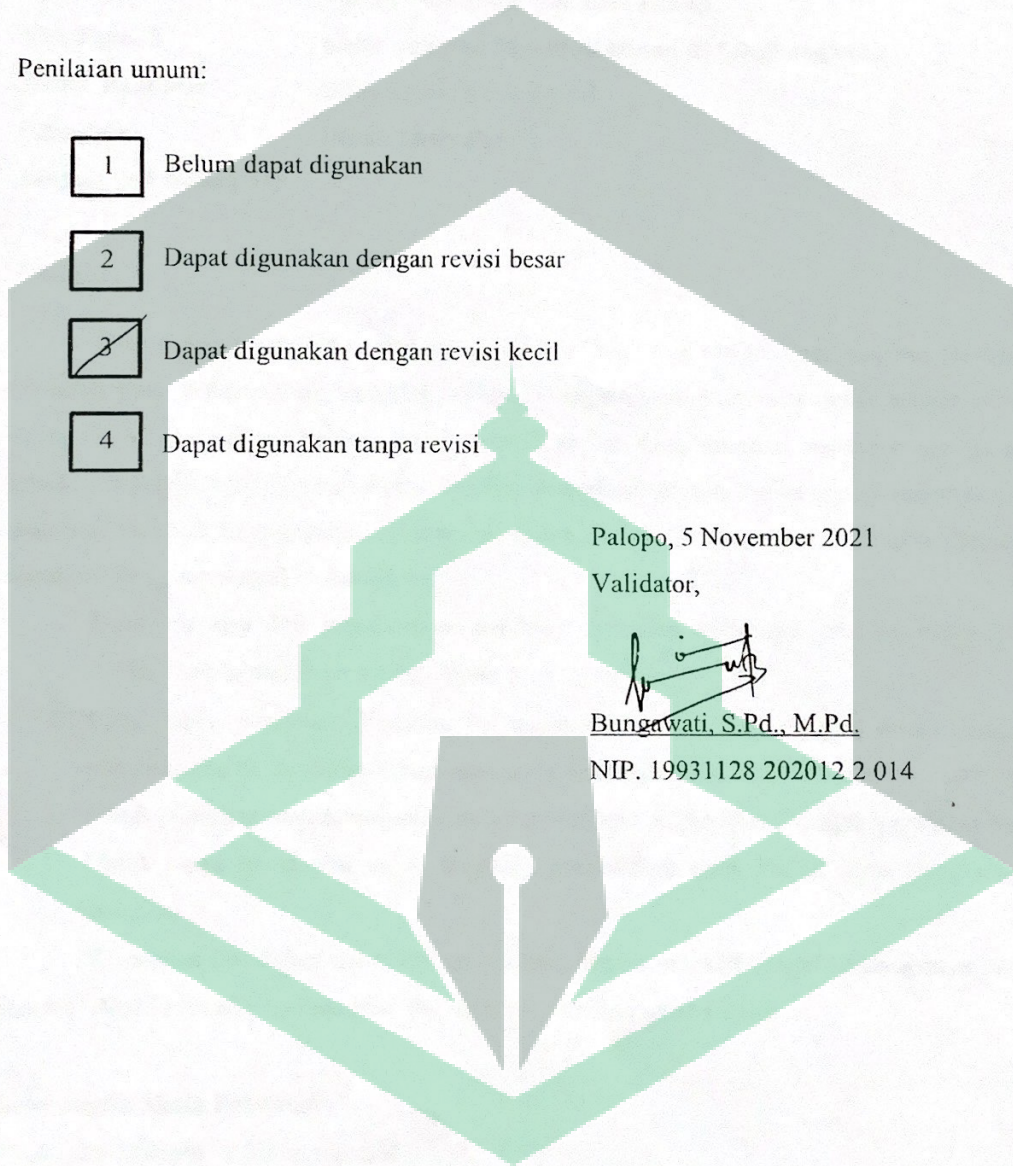 Penilaian umum:
1 Belum dapat digunakan
2 Dapat digunakan dengan revisi besar
3 Dapat digunakan dengan revisi kecil
4 Dapat digunakan tanpa revisi
Palopo, 5 November 2021
Validator,
Bungawati, S.Pd., M.Pd.
NIP. 19931128 202012 2 014